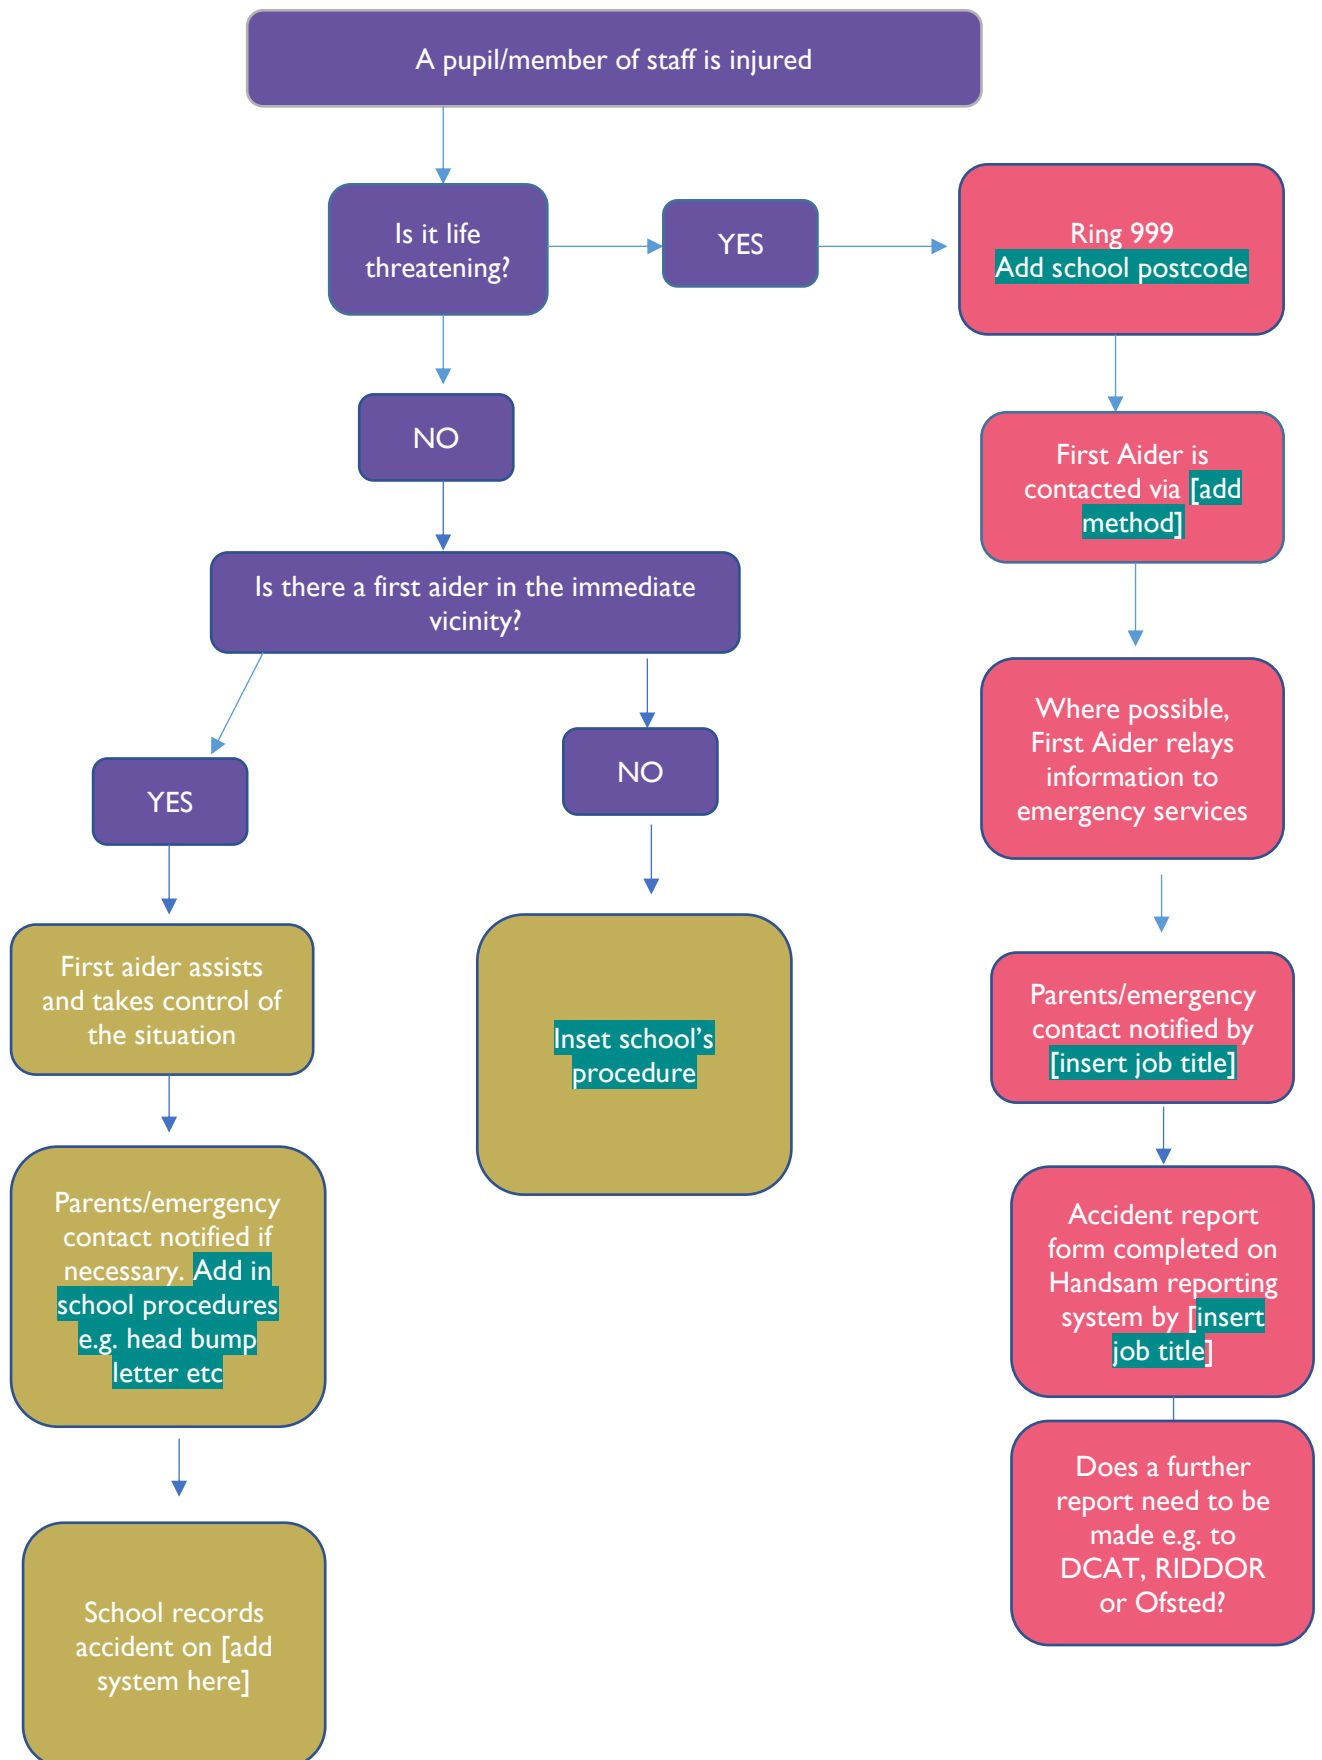 A pupil/member of staff is injured
Is it life
threatening?
YES
Ring 999
Add school postcode
NO
First Aider is
contacted via [add
method]
Is there a first aider in the immediate
vicinity?
Where possible,
First Aider relays
information to
emergency services
YES
NO
First aider assists
and takes control of
the situation
Inset school’s
procedure
Parents/emergency
contact notified by
[insert job title]
Parents/emergency
contact notified if
necessary. Add in
school procedures
e.g. head bump
letter etc
Accident report
form completed on
Handsam reporting
system by [insert
job title]
Does a further
report need to be
made e.g. to
DCAT, RIDDOR
or Ofsted?
School records
accident on [add
system here]